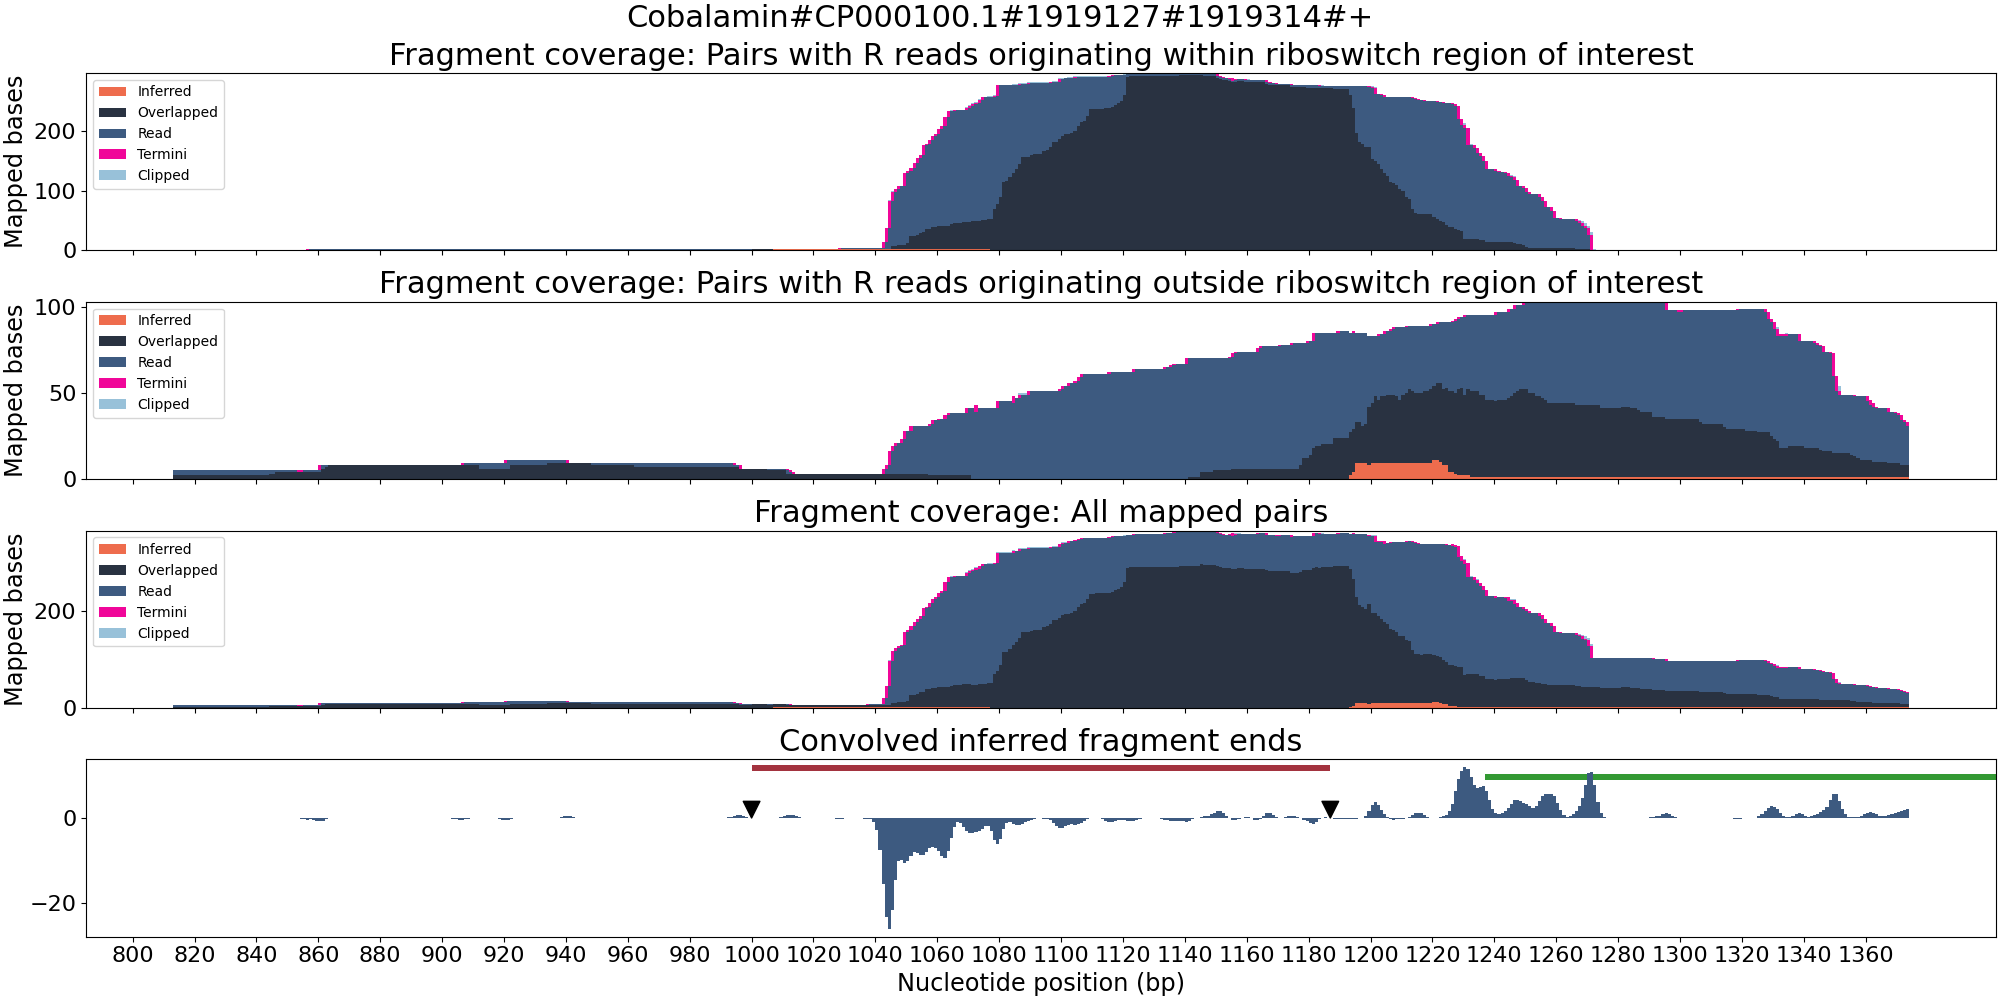 Cobalamin#CP000100.1#1919127#1919314#+
Fragment coverage: Pairs with R reads originating within riboswitch region of interest
Mapped bases
200
100
0
Inferred
Overlapped
Read
Termini
Clipped
Fragment coverage: Pairs with R reads originating outside riboswitch region of interest
Mapped bases
100
50
0
Inferred
Overlapped
Read
Termini
Clipped
Fragment coverage: All mapped pairs
Mapped bases
200
0
Inferred
Overlapped
Read
Termini
Clipped
Convolved inferred fragment ends
0
−20
800 820 840 860 880 900 920 940 960 980 1000 1020 1040 1060 1080 1100 1120 1140 1160 1180 1200 1220 1240 1260 1280 1300 1320 1340 1360
Nucleotide position (bp)